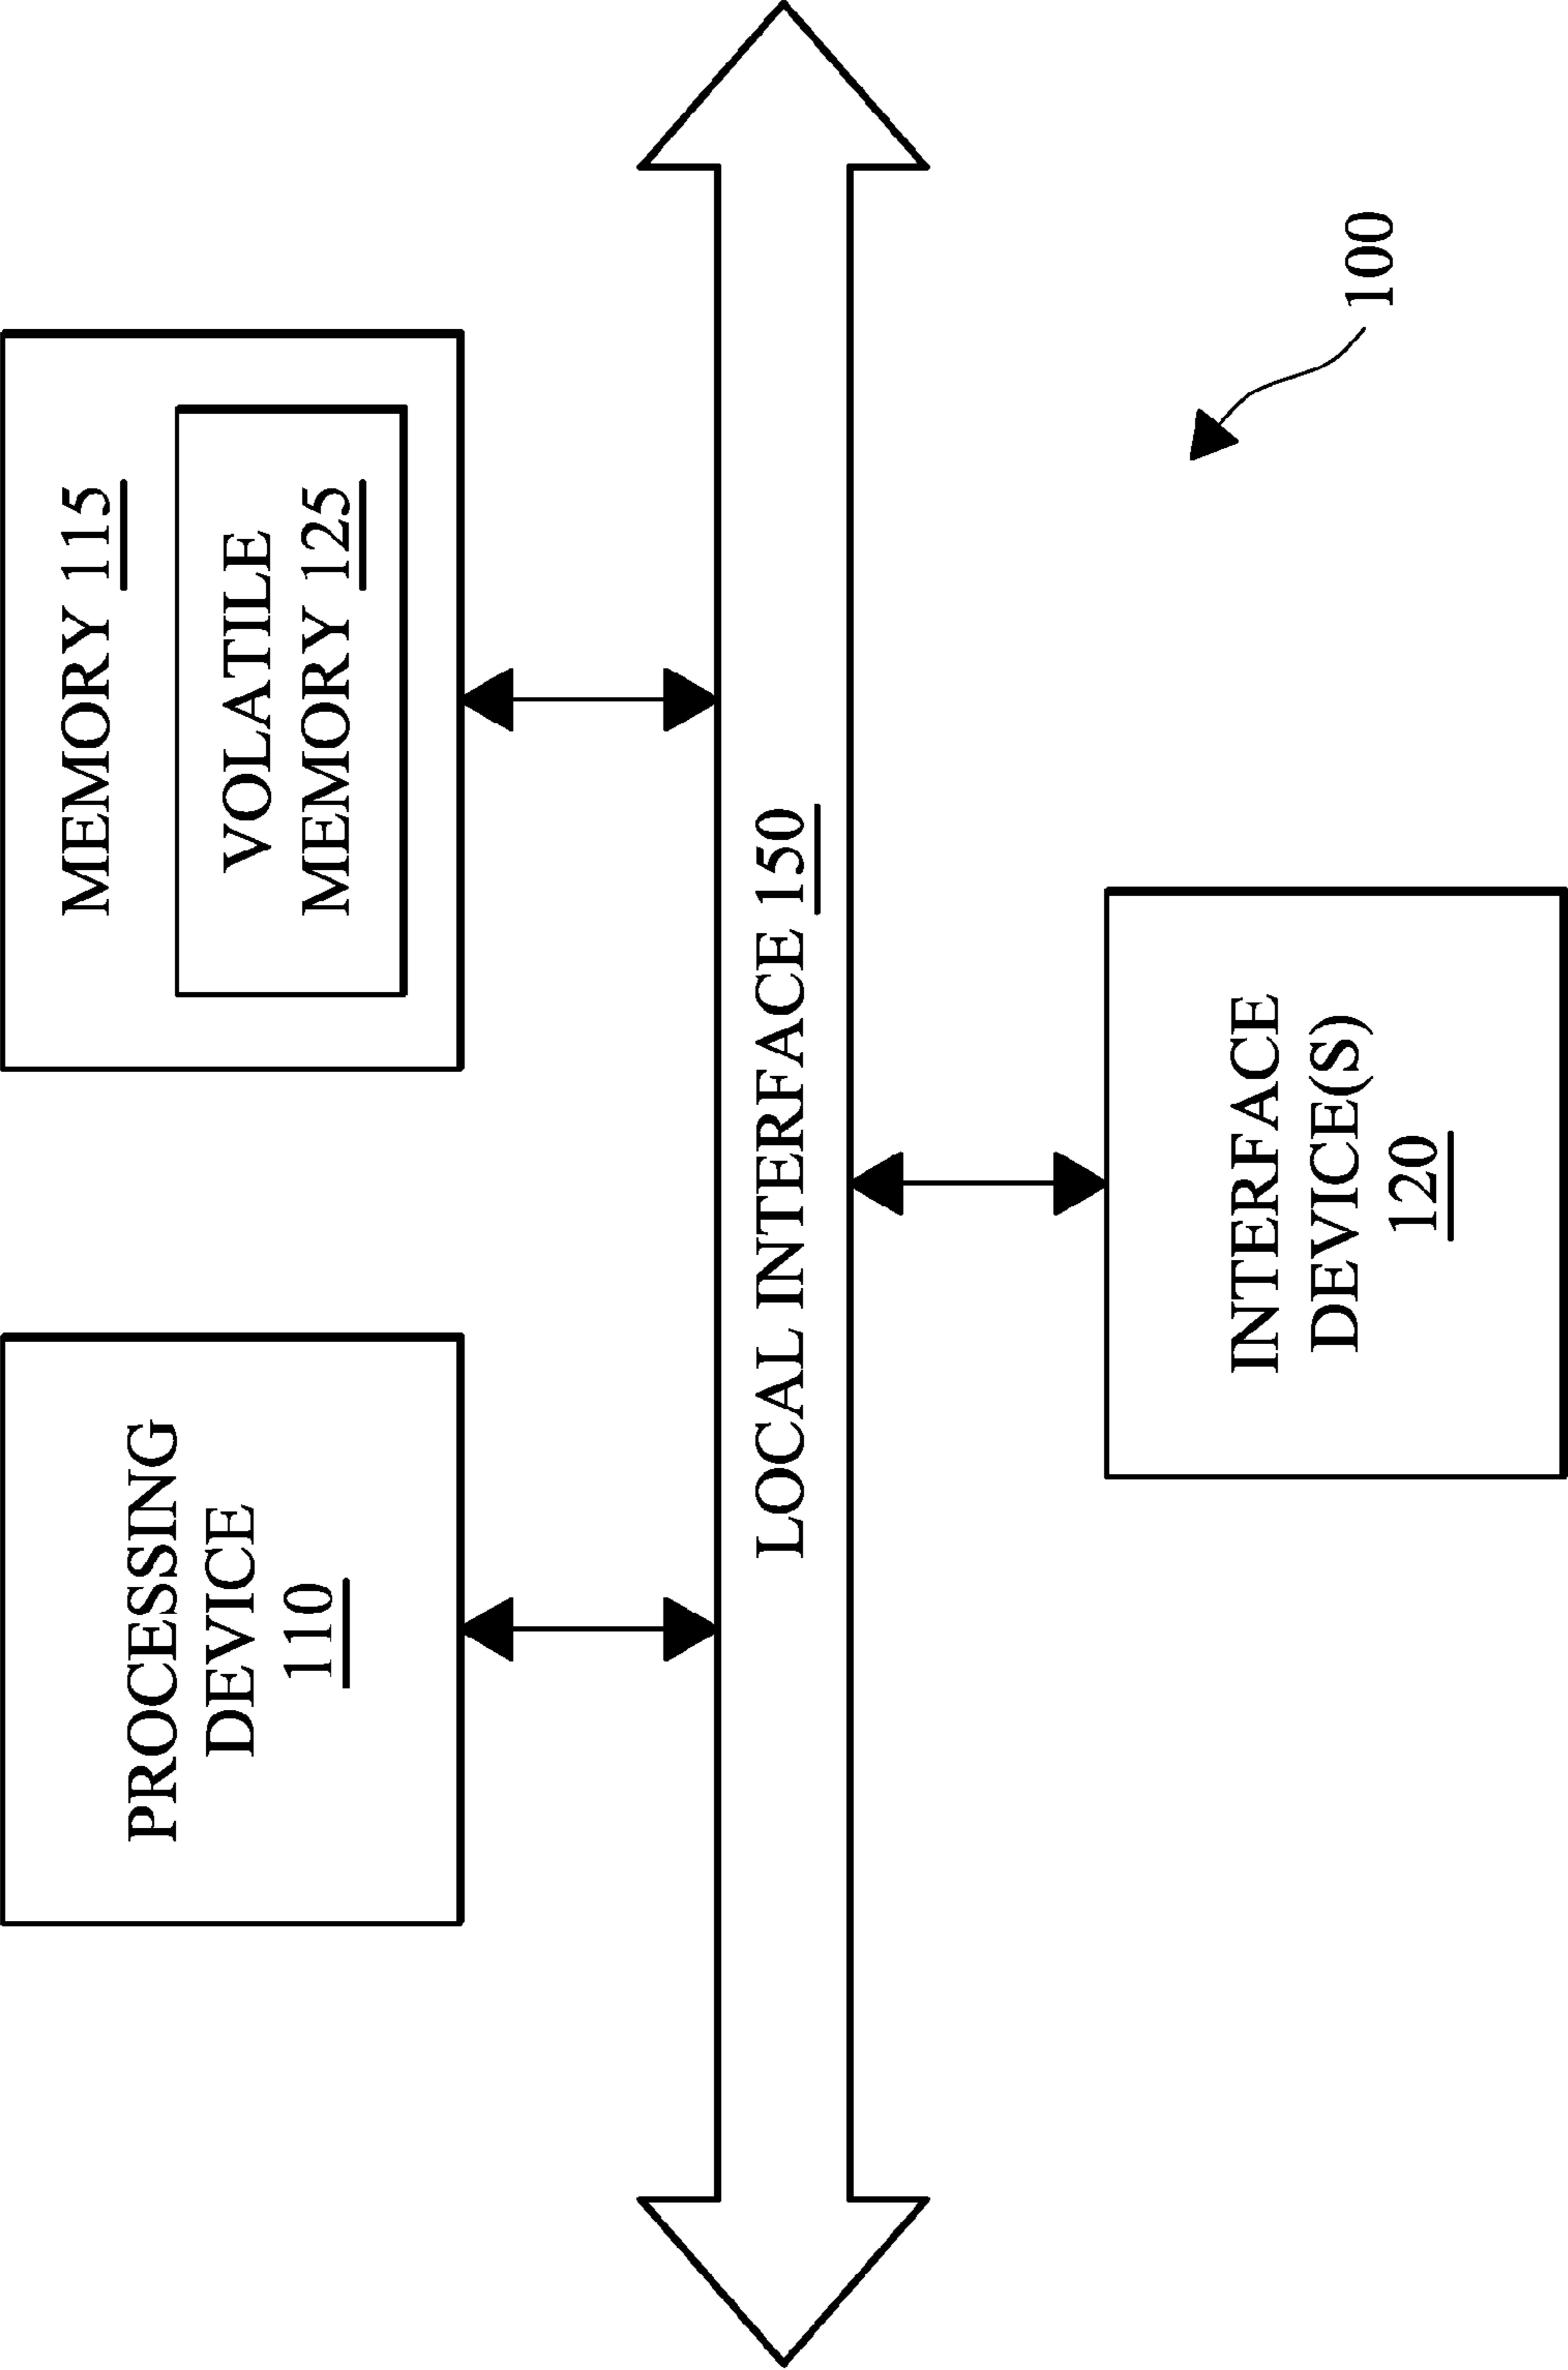 PROCESSING
DEVICE
110
MEMORY 115
VOLATILE
MEMORY 125
LOCAL INTERFACE 150
INTERFACE
DEVICE(S)
120
100